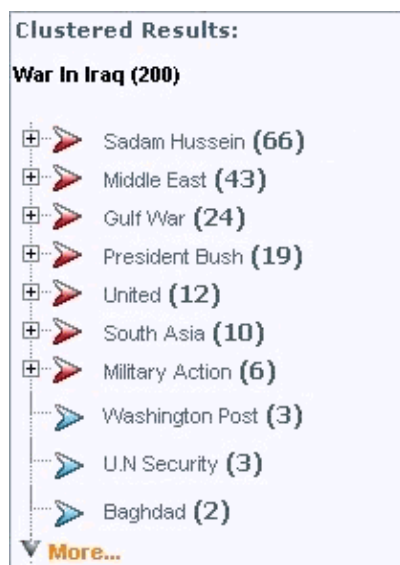 Clustered Results:
War In Iraq (200)
Sadam Hussein (66)
Middle East (43)
Gulf War (24)
President Bush (19)
United (12)
South Asia (10)
Military Action (6)
Washington Post (3)
U.N Security (3)
Baghdad (2)
More...